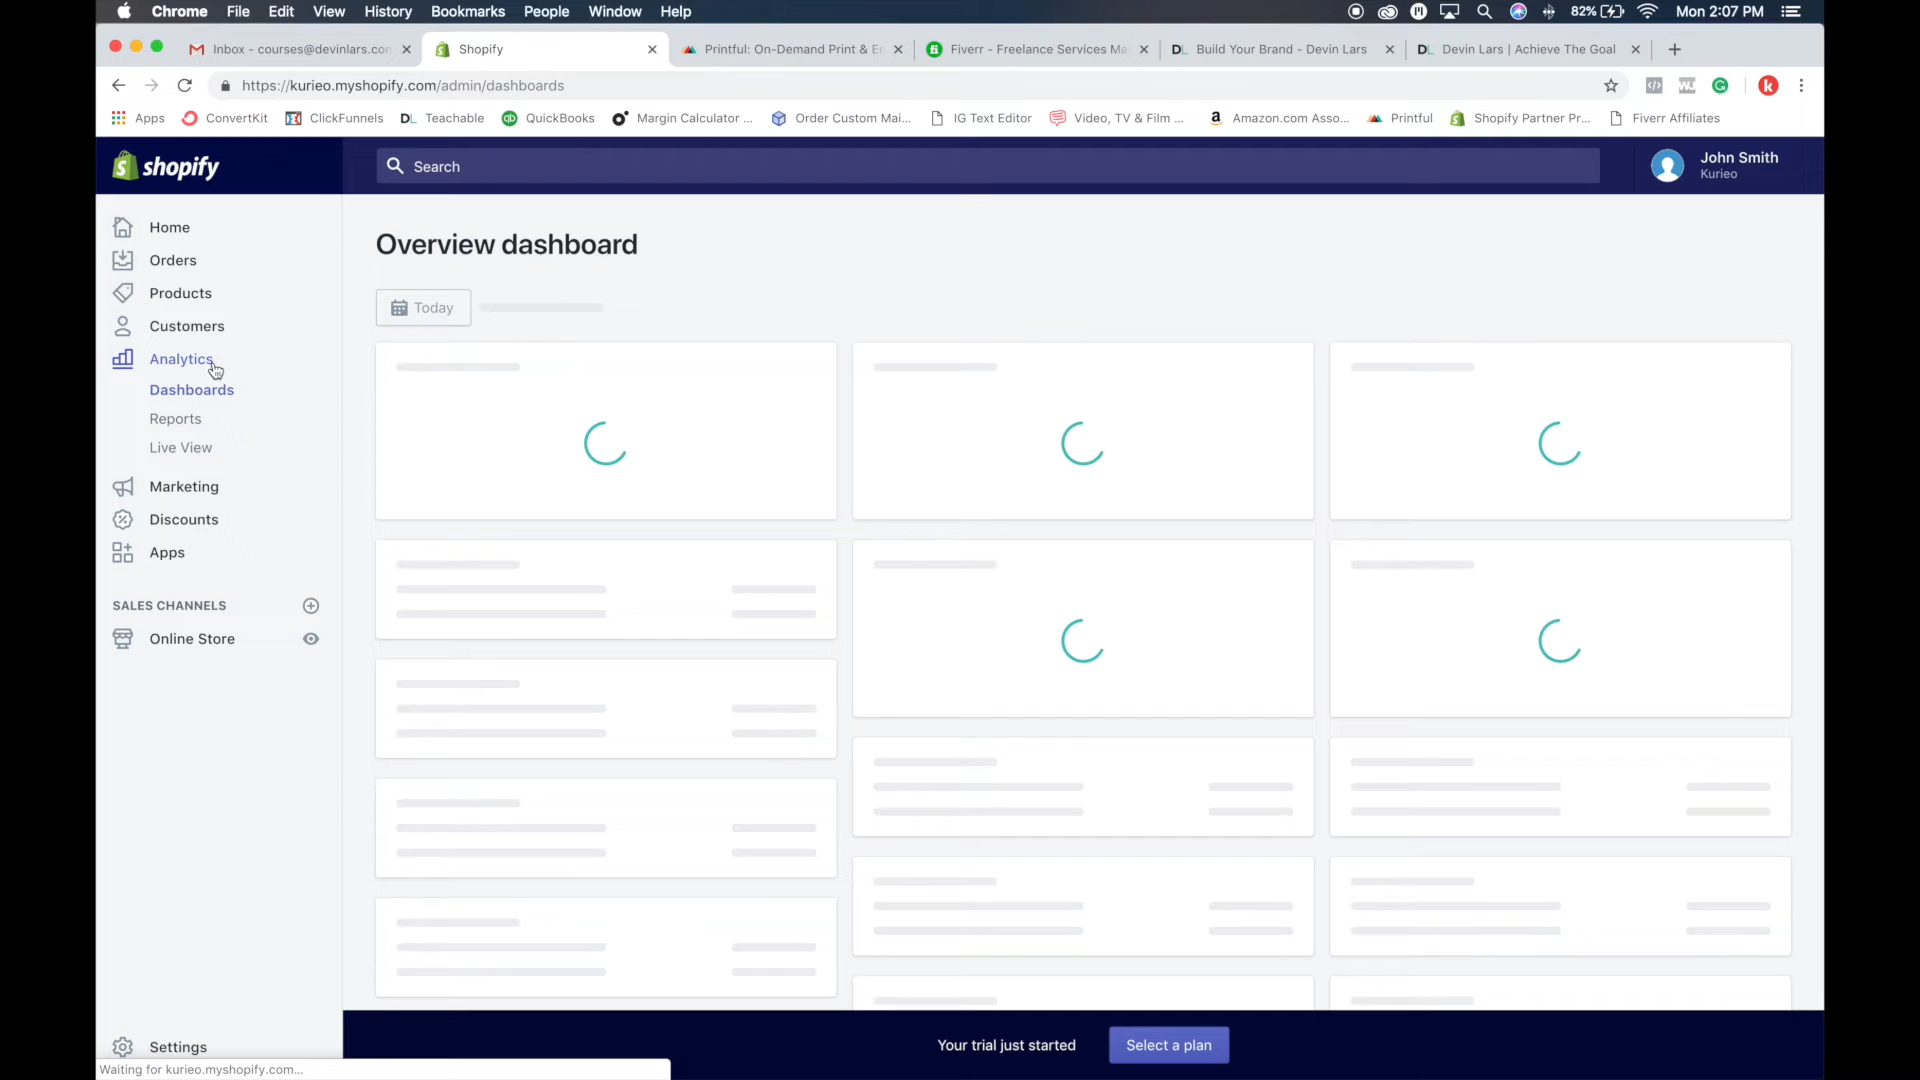 Chrome File Edit View History Bookmarks People Window Help 82% Mon 2:07 PM
Inbox - courses@devinlars.con Shopify Printful: On-Demand Print & En Fiverr - Freelance Services Ma Build Your Brand - Devin Lars Devin Lars | Achieve The Goal
https://kurieo.myshopify.com/admin/dashboards
Apps ConvertKit ClickFunnels Teachable QuickBooks Margin Calculator ... Order Custom Mai... IG Text Editor Video, TV & Film ... Amazon.com Asso... Printful Shopify Partner Pr... Fiverr Affiliates
shopify
Search
John Smith
Kurieo
Home
Orders
Products
Customers
Analytics
Dashboards
Reports
Live View
Marketing
Discounts
Apps
SALES CHANNELS
Online Store
Settings
Overview dashboard
Today
Your trial just started Select a plan
Waiting for kurieo.myshopify.com...